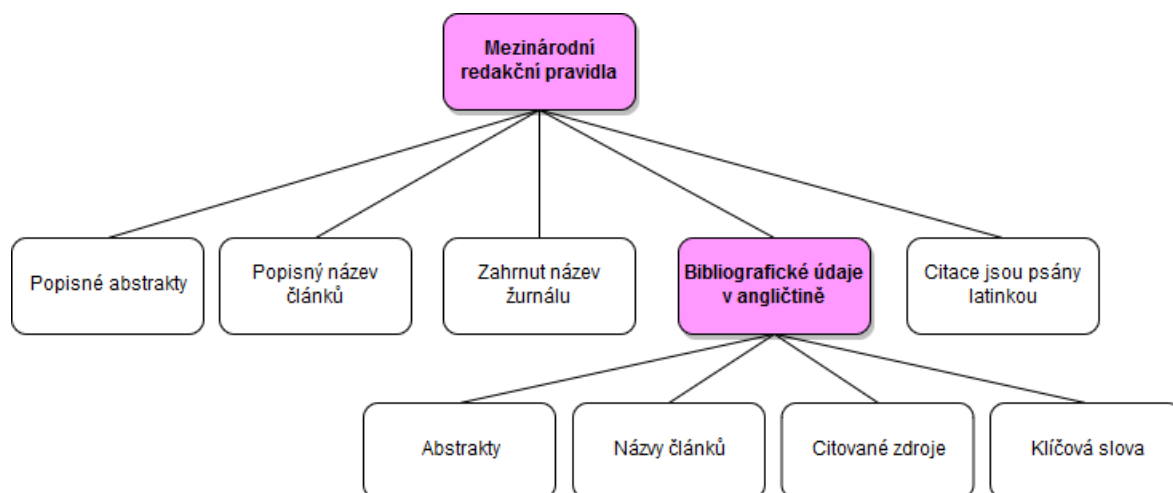 Mezinárodní
redakční pravidla
Popisné abstrakty
Popisný název
článků
Zahrnut název
žurnálu
Bibliografické údaje
v angličtině
Citace jsou psány
latinkou
Abstrakty
Názvy článků
Citované zdroje
Klíčová slova